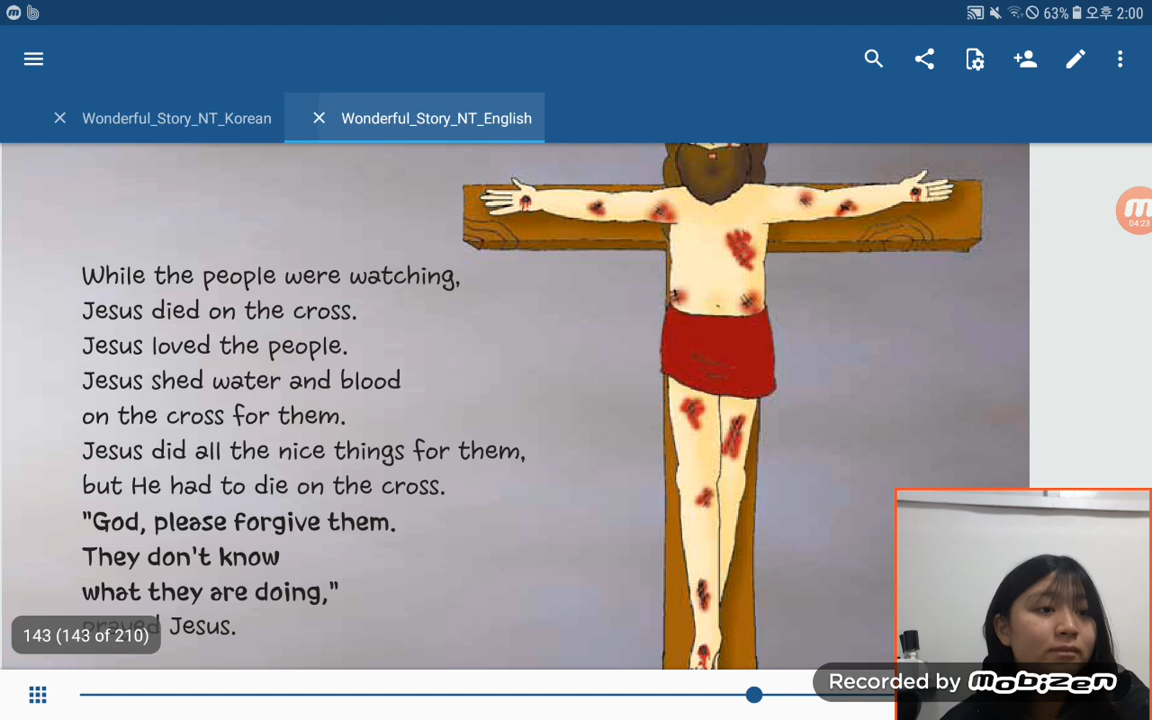 63% 오후 2:00
Wonderful_Story_NT_Korean
Wonderful_Story_NT_English
04:23
While the people were watching,
Jesus died on the cross.
Jesus loved the people.
Jesus shed water and blood
on the cross for them.
Jesus did all the nice things for them,
but He had to die on the cross.
"God, please forgive them.
They don't know
what they are doing,"
prayed Jesus.
143 (143 of 210)
Recorded by Mobizen